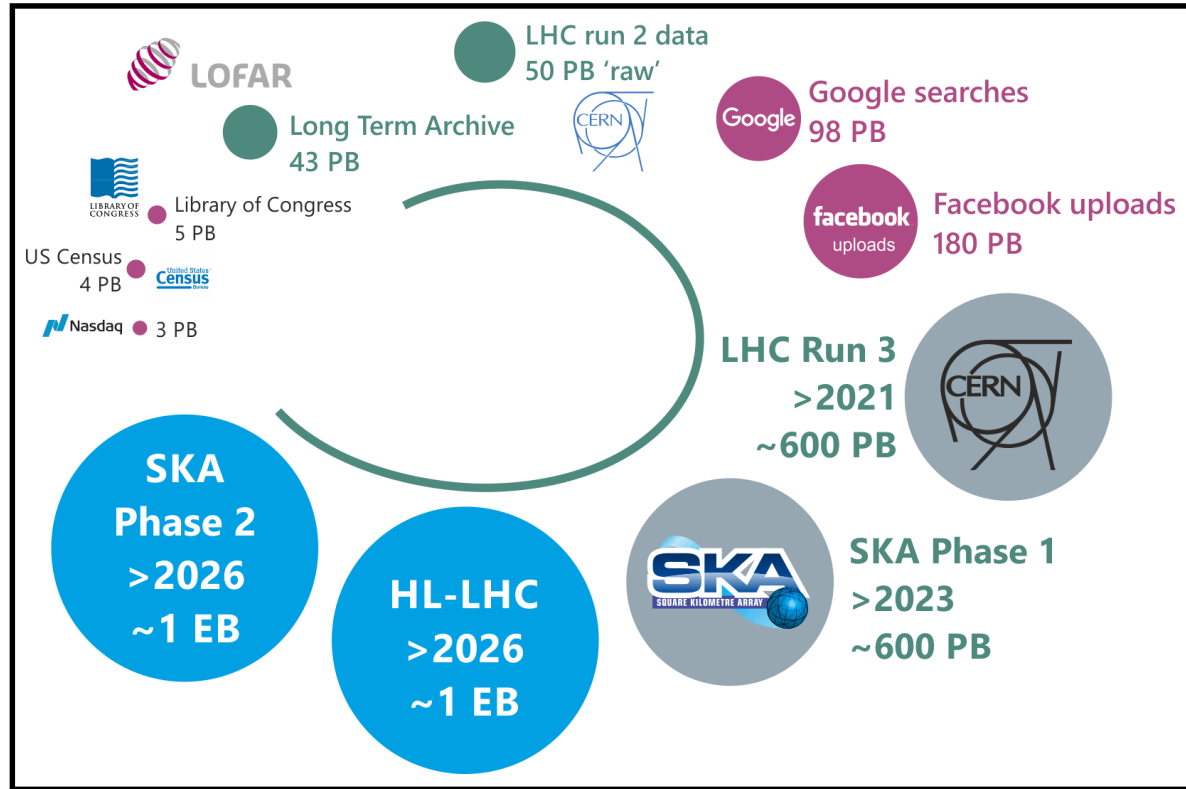 LOFAR
Long Term Archive
43 PB
LHC run 2 data
50 PB ‘raw’
CERN
Google
Google searches
98 PB
facebook
uploads
Facebook uploads
180 PB
LIBRARY OF
CONGRESS
Library of Congress
5 PB
US Census
4 PB
United States
Census
Bureau
Nasdaq
3 PB
LHC Run 3
>2021
~600 PB
CERN
SKA
SQUARE KILOMETRE ARRAY
SKA Phase 1
>2023
~600 PB
HL-LHC
>2026
~1 EB
SKA
Phase 2
>2026
~1 EB